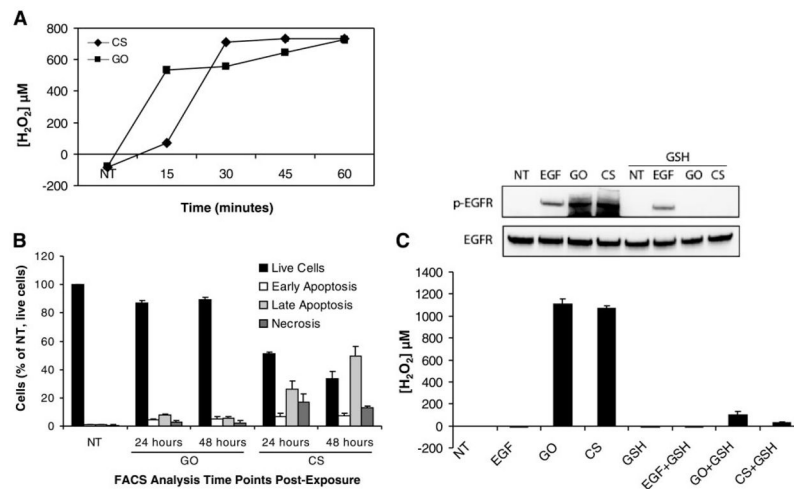 A
800
600
400
200
0
-200
[H₂O₂] µM
CS
GO
NT 15 30 45 60
Time (minutes)
B
120
100
80
60
40
20
0
Cells (% of NT, live cells)
Live Cells
Early Apoptosis
Late Apoptosis
Necrosis
NT 24 hours 48 hours 24 hours 48 hours
GO CS
FACS Analysis Time Points Post-Exposure
GSH
NT EGF GO CS NT EGF GO CS
p-EGFR
EGFR
C
1400
1200
1000
800
600
400
200
0
-200
[H₂O₂] µM
NT
EGF
GO
CS
GSH
EGF+GSH
GO+GSH
CS+GSH